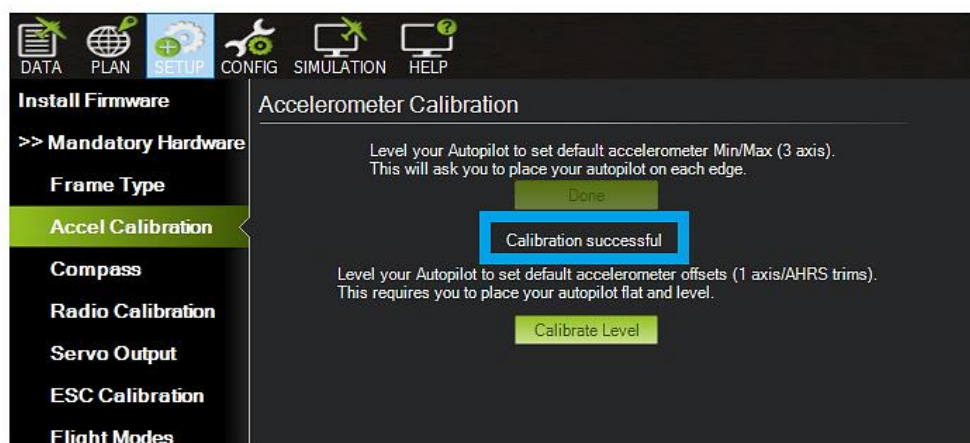 DATA PLAN SETUP CONFIG SIMULATION HELP
Install Firmware
>> Mandatory Hardware
Frame Type
Accel Calibration
Compass
Radio Calibration
Servo Output
ESC Calibration
Flight Modes
Accelerometer Calibration
Level your Autopilot to set default accelerometer Min/Max (3 axis).
This will ask you to place your autopilot on each edge.
Done
Calibration successful
Level your Autopilot to set default accelerometer offsets (1 axis/AHRS trims).
This requires you to place your autopilot flat and level.
Calibrate Level